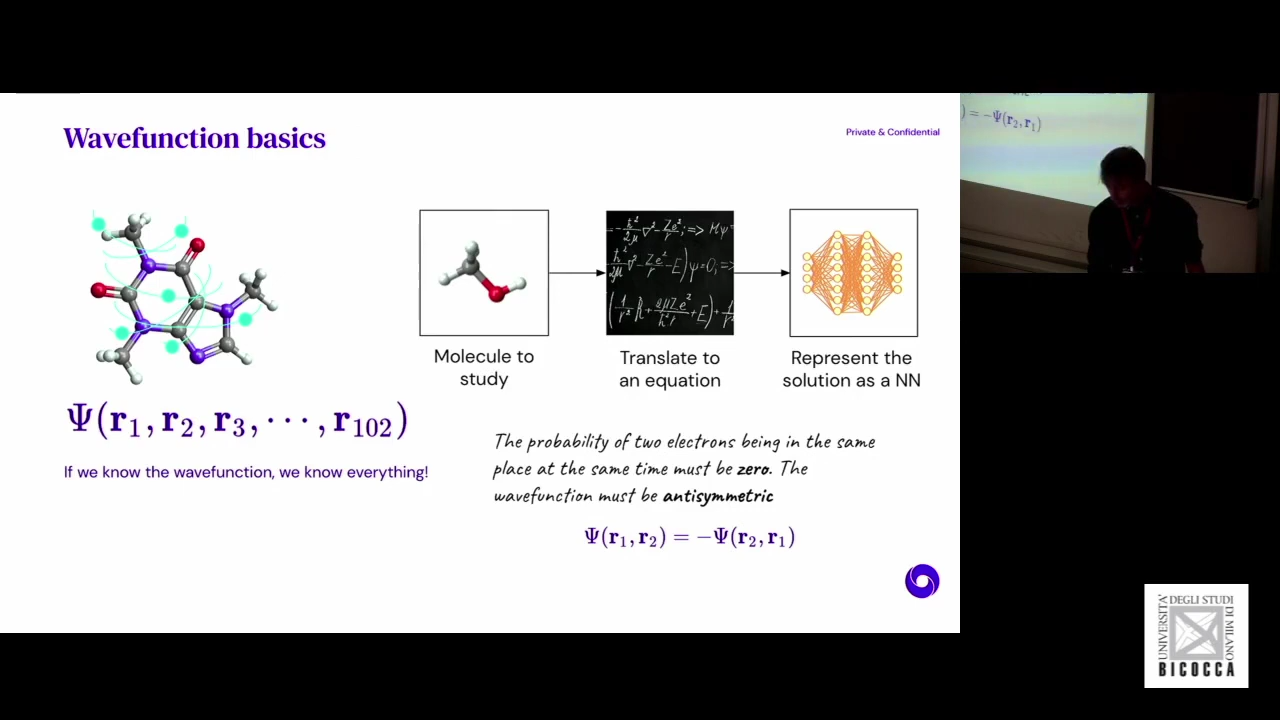 Wavefunction basics
Private & Confidential
Molecule to
study
Translate to
an equation
Represent the
solution as a NN
Ψ(r₁, r₂, r₃, ⋯, r₁₀₂)
If we know the wavefunction, we know everything!
The probability of two electrons being in the same
place at the same time must be zero. The
wavefunction must be antisymmetric
Ψ(r₁, r₂) = −Ψ(r₂, r₁)
) = −Ψ(r₂, r₁)
UNIVERSITÀ
DEGLI STUDI
DI MILANO
BICOCCA